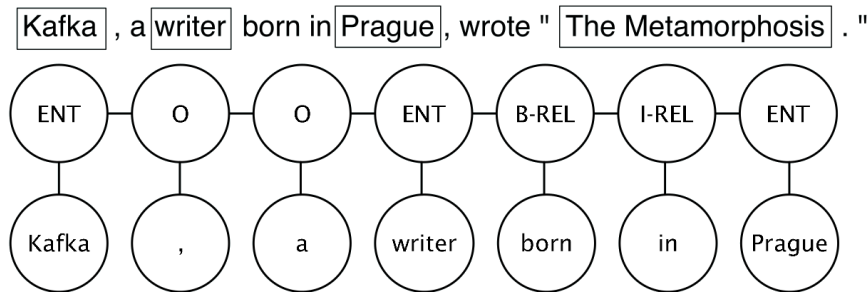 Kafka , a writer born in Prague , wrote " The Metamorphosis . "
ENT O O ENT B-REL I-REL ENT
Kafka , a writer born in Prague